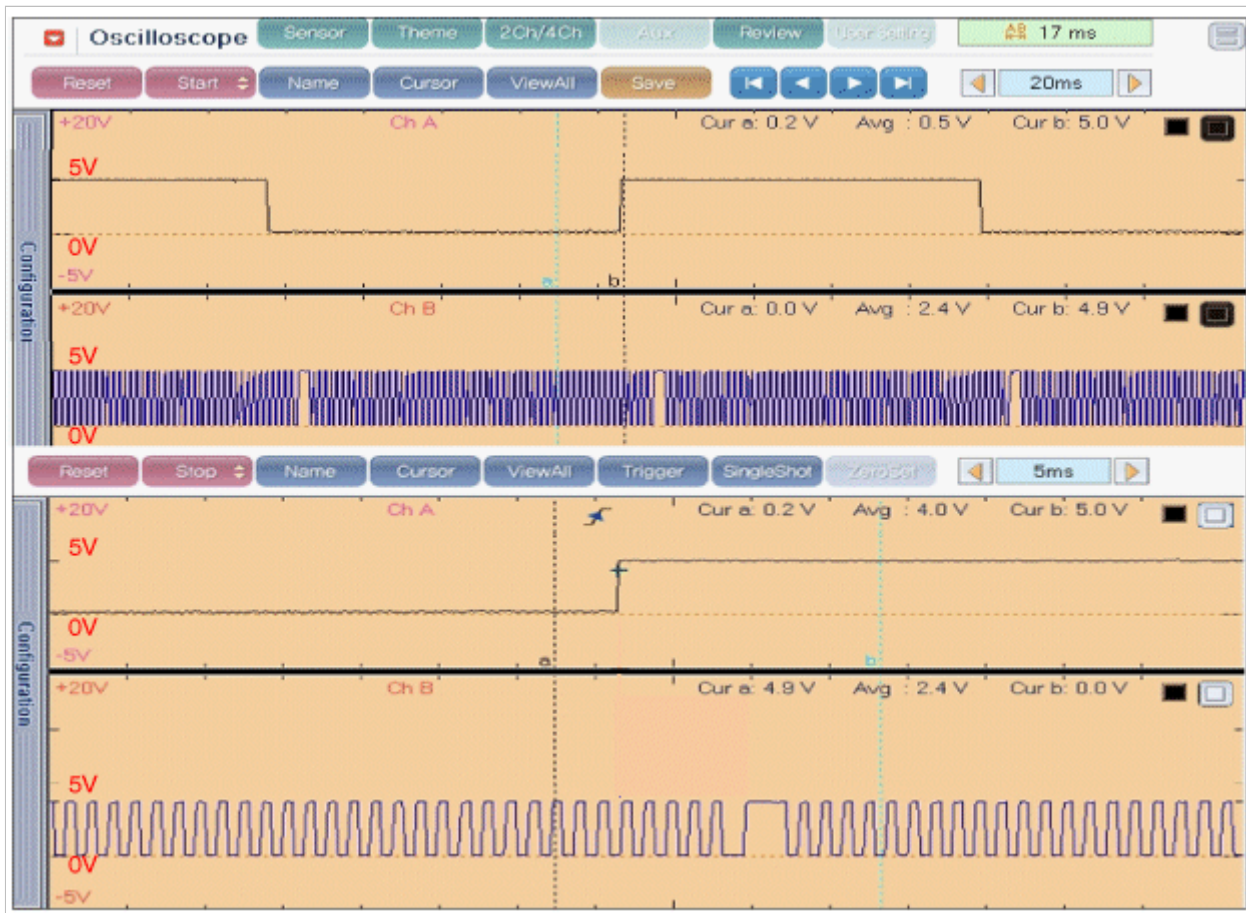 Oscilloscope Sensor Theme 2Ch/4Ch Aux Review User setting 17 ms
Reset Start Name Cursor ViewAll Save 20ms
+20V Ch A Cur a: 0.2 V Avg : 0.5 V Cur b: 5.0 V
5V
0V
-5V a b
+20V Ch B Cur a: 0.0 V Avg : 2.4 V Cur b: 4.9 V
5V
0V
Configuration
Reset Stop Name Cursor ViewAll Trigger SingleShot ZeroSet 5ms
+20V Ch A Cur a: 0.2 V Avg : 4.0 V Cur b: 5.0 V
5V
0V
-5V a b
+20V Ch B Cur a: 4.9 V Avg : 2.4 V Cur b: 0.0 V
5V
0V
-5V
Configuration